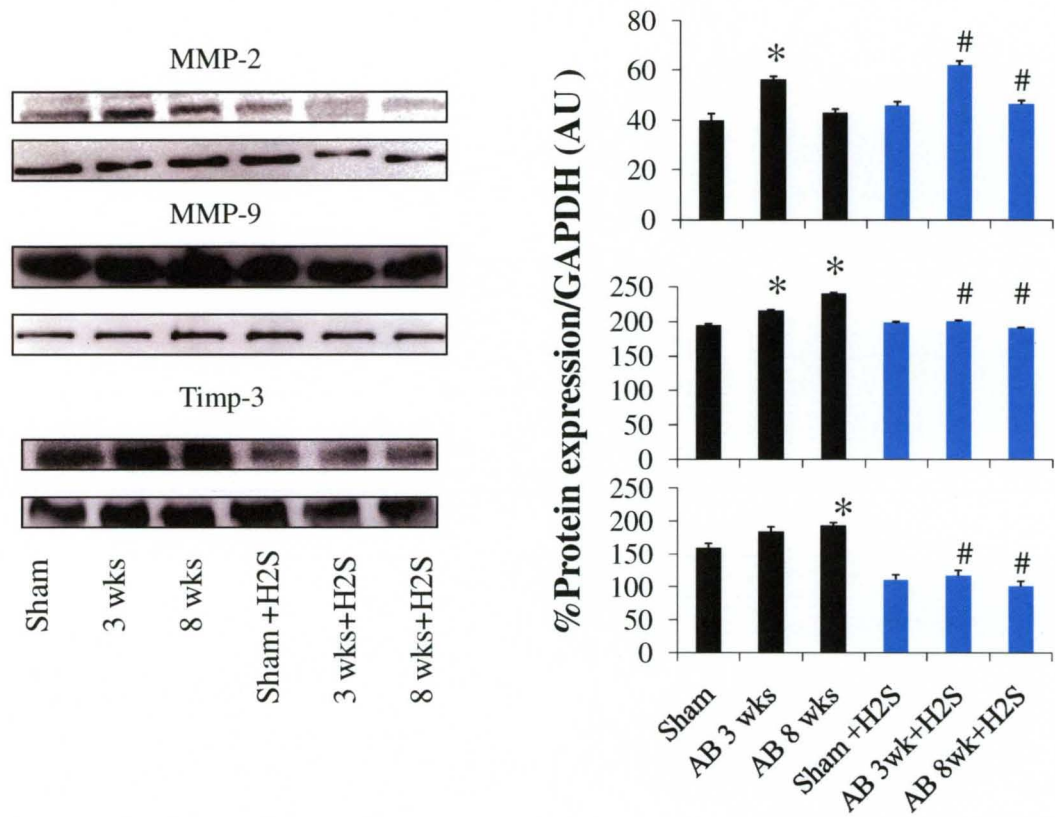 MMP-2
MMP-9
Timp-3
Sham
3 wks
8 wks
Sham +H2S
3 wks+H2S
8 wks+H2S
%Protein expression/GAPDH (AU )
80
60
40
20
0
*
#
#
250
200
150
100
50
0
*
*
#
#
250
200
150
100
50
0
*
#
#
Sham
AB 3 wks
AB 8 wks
Sham +H2S
AB 3wk+H2S
AB 8wk+H2S